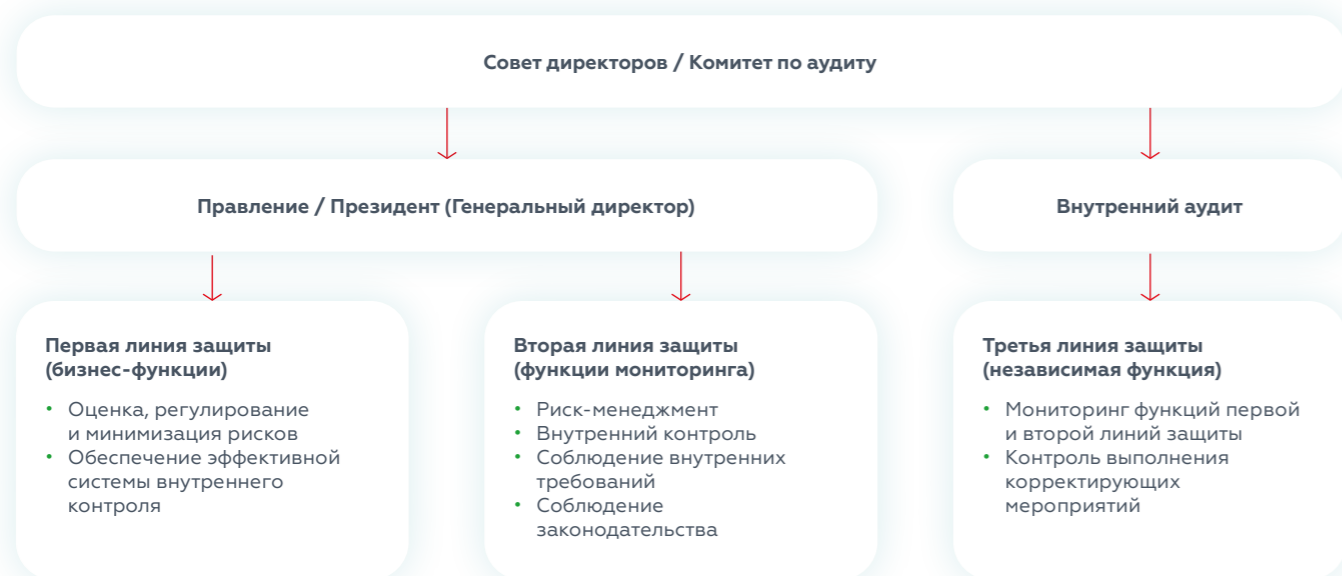 Совет директоров / Комитет по аудиту
Правление / Президент (Генеральный директор)
Внутренний аудит
Первая линия защиты
(бизнес-функции)
• Оценка, регулирование
и минимизация рисков
• Обеспечение эффективной
системы внутреннего
контроля
Вторая линия защиты
(функции мониторинга)
• Риск-менеджмент
• Внутренний контроль
• Соблюдение внутренних
требований
• Соблюдение
законодательства
Третья линия защиты
(независимая функция)
• Мониторинг функций первой
и второй линий защиты
• Контроль выполнения
корректирующих
мероприятий